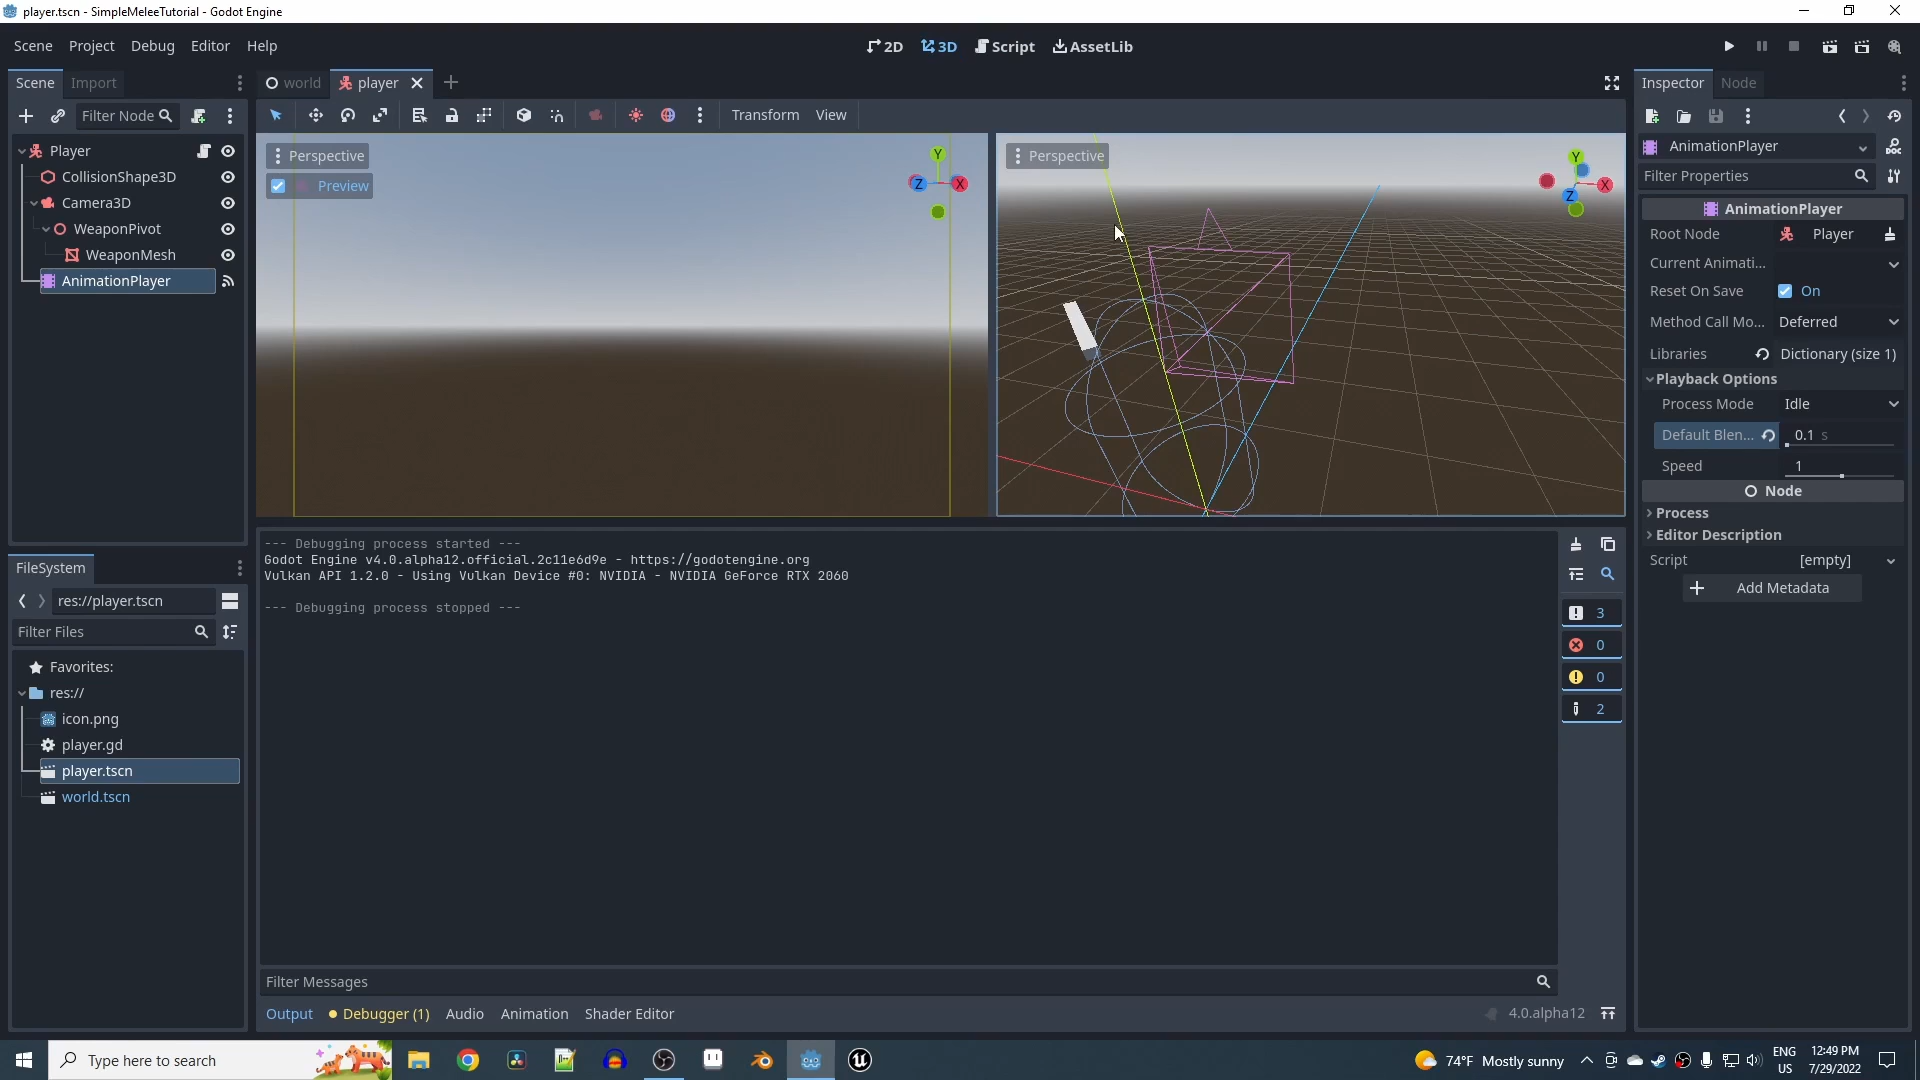 player.tscn - SimpleMeleeTutorial - Godot Engine
Scene Project Debug Editor Help
2D 3D Script AssetLib
Scene Import
world player
Inspector Node
Filter Node
Transform View
Player
CollisionShape3D
Camera3D
WeaponPivot
WeaponMesh
AnimationPlayer
Perspective
Preview
Y
Z X
Perspective
Y
Z X
AnimationPlayer
Filter Properties
AnimationPlayer
Root Node Player
Current Animati...
Reset On Save On
Method Call Mo... Deferred
Libraries Dictionary (size 1)
Playback Options
Process Mode Idle
Default Blen... 0.1 s
Speed 1
Node
Process
Editor Description
Script [empty]
Add Metadata
FileSystem
res://player.tscn
Filter Files
Favorites:
res://
icon.png
player.gd
player.tscn
world.tscn
--- Debugging process started ---
Godot Engine v4.0.alpha12.official.2c11e6d9e - https://godotengine.org
Vulkan API 1.2.0 - Using Vulkan Device #0: NVIDIA - NVIDIA GeForce RTX 2060
--- Debugging process stopped ---
3
0
0
2
Filter Messages
Output Debugger (1) Audio Animation Shader Editor
4.0.alpha12
Type here to search
74°F Mostly sunny
ENG
US
12:49 PM
7/29/2022